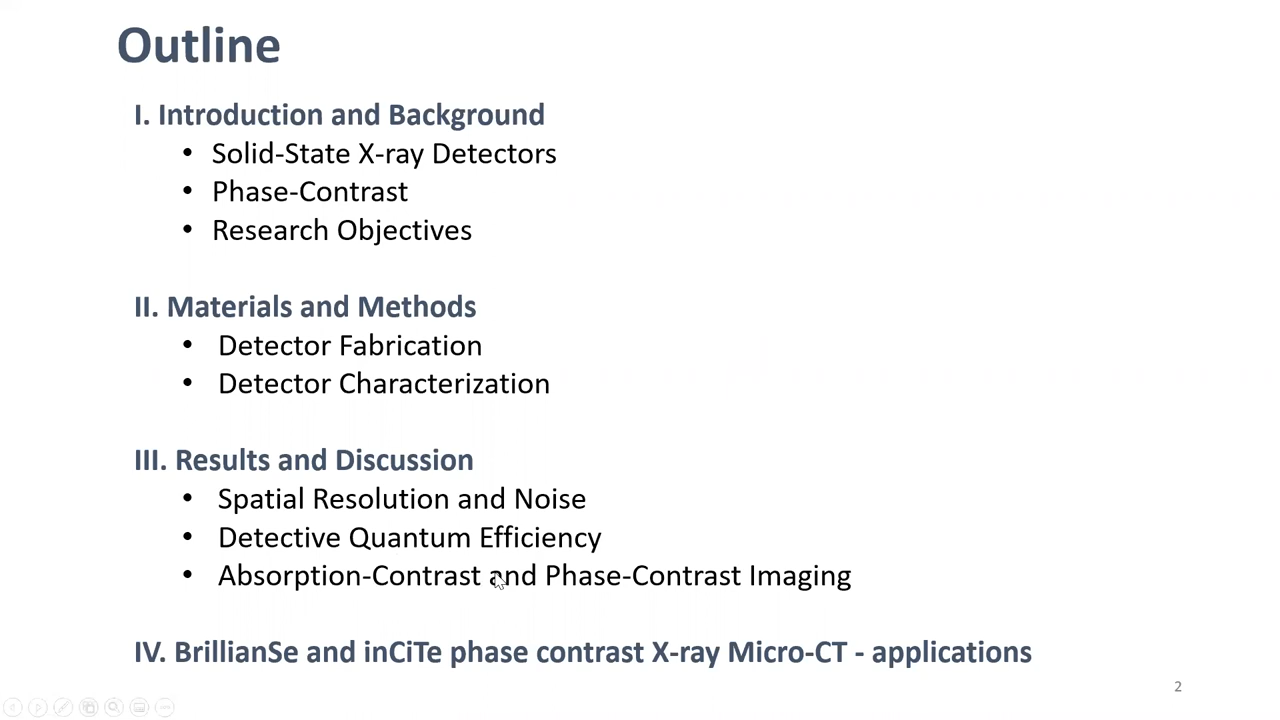 Outline
I. Introduction and Background
• Solid-State X-ray Detectors
• Phase-Contrast
• Research Objectives
II. Materials and Methods
• Detector Fabrication
• Detector Characterization
III. Results and Discussion
• Spatial Resolution and Noise
• Detective Quantum Efficiency
• Absorption-Contrast and Phase-Contrast Imaging
IV. BrillianSe and inCiTe phase contrast X-ray Micro-CT - applications
2